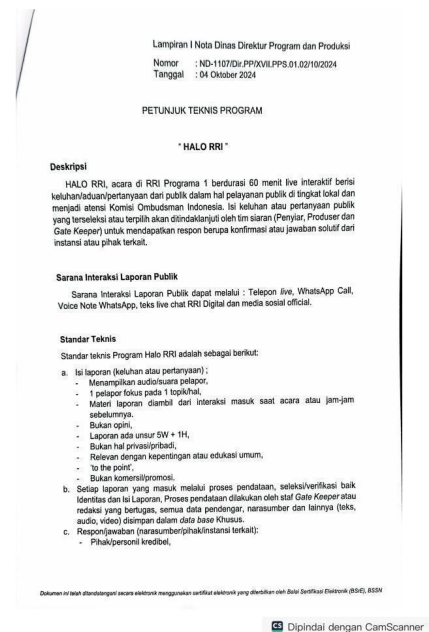 Lampiran I Nota Dinas Direktur Program dan Produksi
Nomor : ND-1107/Dir.PP/XVII.PPS.01.02/10/2024
Tanggal : 04 Oktober 2024
PETUNJUK TEKNIS PROGRAM
" HALO RRI "
Deskripsi
HALO RRI, acara di RRI Programa 1 berdurasi 60 menit live interaktif berisi
keluhan/aduan/pertanyaan dari publik dalam hal pelayanan publik di tingkat lokal dan
menjadi atensi Komisi Ombudsman Indonesia. Isi keluhan atau pertanyaan publik
yang terseleksi atau terpilih akan ditindaklanjuti oleh tim siaran (Penyiar, Produser dan
Gate Keeper) untuk mendapatkan respon berupa konfirmasi atau jawaban solutif dari
instansi atau pihak terkait.
Sarana Interaksi Laporan Publik
Sarana Interaksi Laporan Publik dapat melalui : Telepon live, WhatsApp Call,
Voice Note WhatsApp, teks live chat RRI Digital dan media sosial official.
Standar Teknis
Standar teknis Program Halo RRI adalah sebagai berikut:
a. Isi laporan (keluhan atau pertanyaan) ;
- Menampilkan audio/suara pelapor,
- 1 pelapor fokus pada 1 topik/hal,
- Materi laporan diambil dari interaksi masuk saat acara atau jam-jam
sebelumnya.
- Bukan opini,
- Laporan ada unsur 5W + 1H,
- Bukan hal privasi/pribadi,
- Relevan dengan kepentingan atau edukasi umum,
- 'to the point',
- Bukan komersil/promosi.
b. Setiap laporan yang masuk melalui proses pendataan, seleksi/verifikasi baik
Identitas dan Isi Laporan, Proses pendataan dilakukan oleh staf Gate Keeper atau
redaksi yang bertugas, semua data pendengar, narasumber dan lainnya (teks,
audio, video) disimpan dalam data base Khusus.
c. Respon/jawaban (narasumber/pihak/instansi terkait):
- Pihak/personil kredibel,
Dokumen ini telah ditandatangani secara elektronik menggunakan sertifikat elektronik yang diterbitkan oleh Balai Sertifikasi Elektronik (BSrE), BSSN
CS Dipindai dengan CamScanner